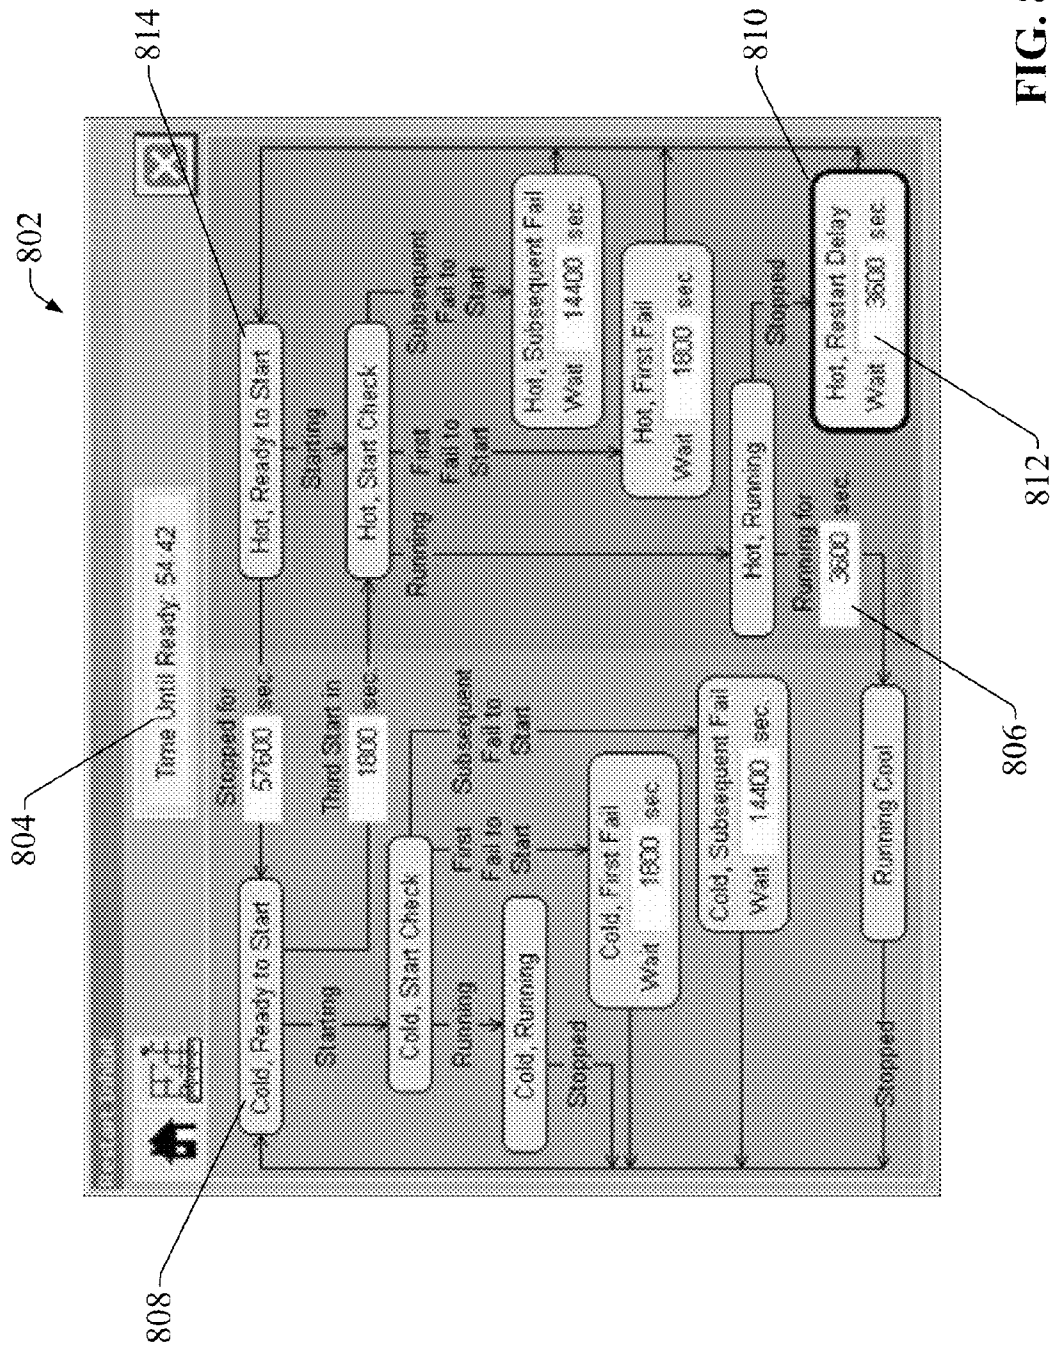 802
804
Time Until Ready: 54:42
808
Cold, Ready to Start
Stopped for
57600 sec
Hot, Ready to Start
814
Starting
Third Start in
1800 sec
Starting
Cold, Start Check
Hot, Start Check
Running
First
Fail to
Start
Subsequent
Fail to
Start
Running
First
Fail to
Start
Subsequent
Fail to
Start
Cold, Running
Stopped
Hot, Subsequent Fail
Wait 14400 sec
Cold, First Fail
Wait 1800 sec
Hot, First Fail
Wait 1800 sec
Cold, Subsequent Fail
Wait 14400 sec
Hot, Running
Stopped
810
Running for
3600 sec
Stopped
Running Cool
Hot, Restart Delay
Wait 3600 sec
806
812
FIG.